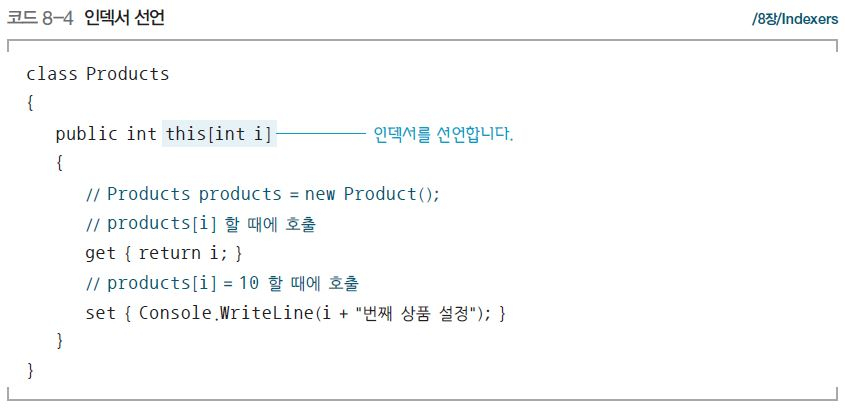 코드 8-4 인덱서 선언 /8장/Indexers
class Products
{
public int this[int i] 인덱서를 선언합니다.
{
// Products products = new Product();
// products[i] 할 때에 호출
get { return i; }
// products[i] = 10 할 때에 호출
set { Console.WriteLine(i + "번째 상품 설정"); }
}
}